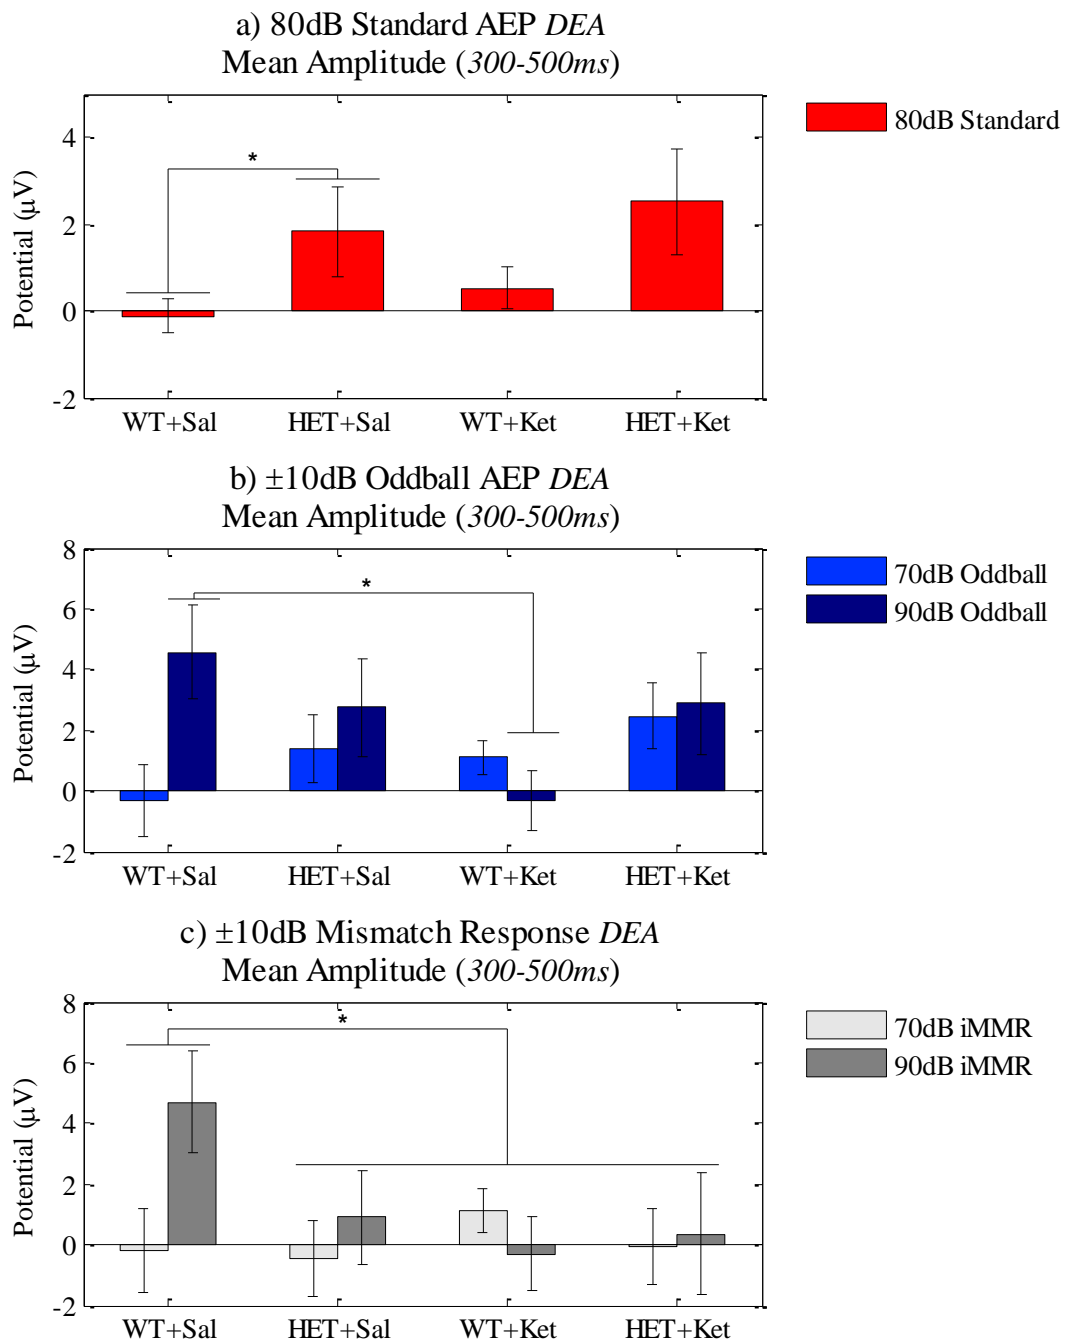 a) 80dB Standard AEP DEA
Mean Amplitude (300-500ms)
80dB Standard
*
4
2
0
-2
Potential (μV)
WT+Sal HET+Sal WT+Ket HET+Ket
b) ±10dB Oddball AEP DEA
Mean Amplitude (300-500ms)
70dB Oddball
90dB Oddball
*
8
6
4
2
0
-2
Potential (μV)
WT+Sal HET+Sal WT+Ket HET+Ket
c) ±10dB Mismatch Response DEA
Mean Amplitude (300-500ms)
70dB iMMR
90dB iMMR
*
8
6
4
2
0
-2
Potential (μV)
WT+Sal HET+Sal WT+Ket HET+Ket